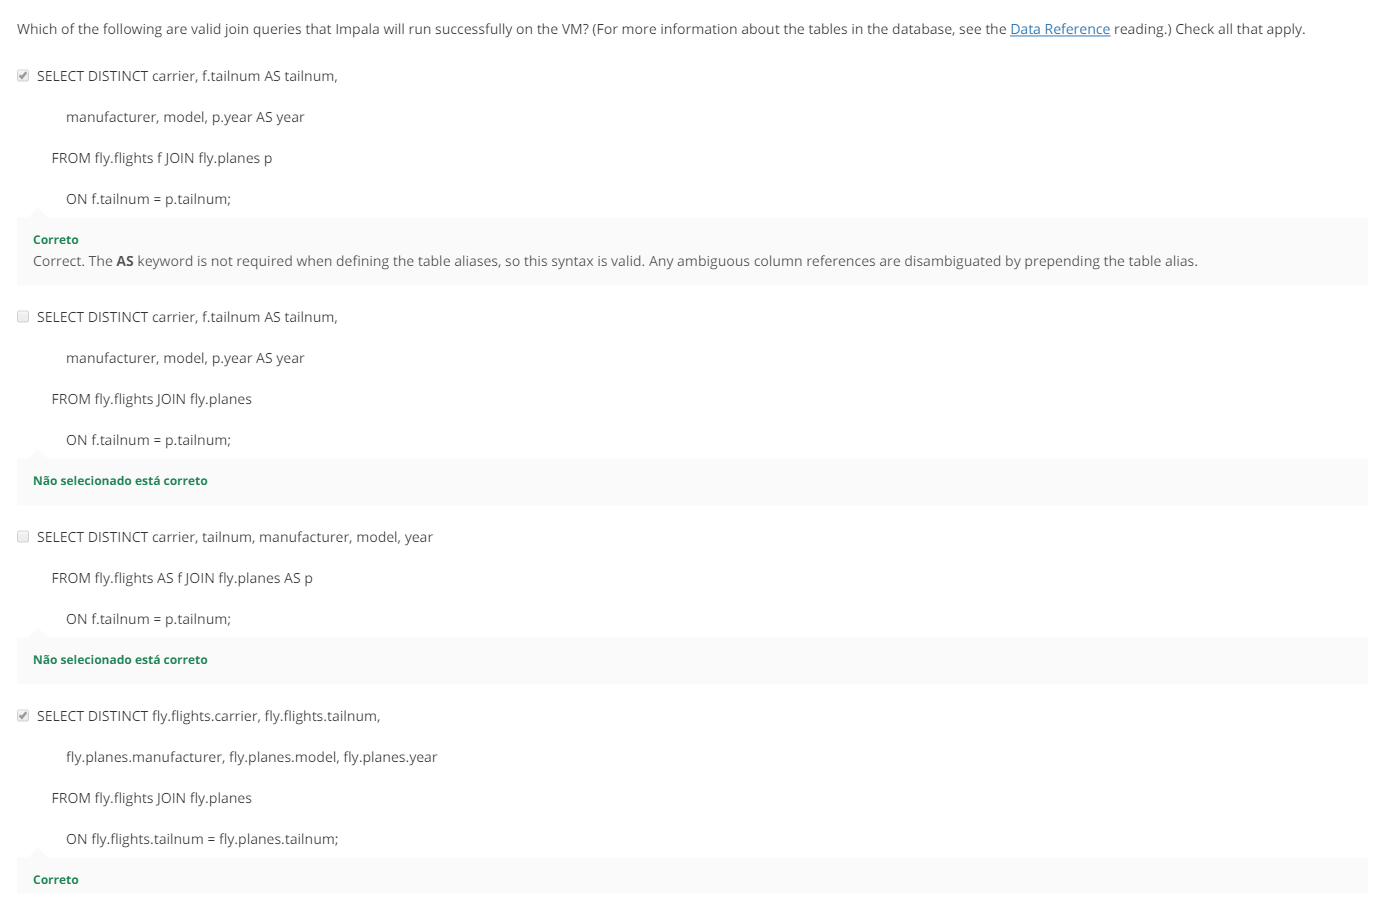 Which of the following are valid join queries that Impala will run successfully on the VM? (For more information about the tables in the database, see the Data Reference reading.) Check all that apply.
SELECT DISTINCT carrier, f.tailnum AS tailnum,
manufacturer, model, p.year AS year
FROM fly.flights f JOIN fly.planes p
ON f.tailnum = p.tailnum;
Correto
Correct. The AS keyword is not required when defining the table aliases, so this syntax is valid. Any ambiguous column references are disambiguated by prepending the table alias.
SELECT DISTINCT carrier, f.tailnum AS tailnum,
manufacturer, model, p.year AS year
FROM fly.flights JOIN fly.planes
ON f.tailnum = p.tailnum;
Não selecionado está correto
SELECT DISTINCT carrier, tailnum, manufacturer, model, year
FROM fly.flights AS f JOIN fly.planes AS p
ON f.tailnum = p.tailnum;
Não selecionado está correto
SELECT DISTINCT fly.flights.carrier, fly.flights.tailnum,
fly.planes.manufacturer, fly.planes.model, fly.planes.year
FROM fly.flights JOIN fly.planes
ON fly.flights.tailnum = fly.planes.tailnum;
Correto